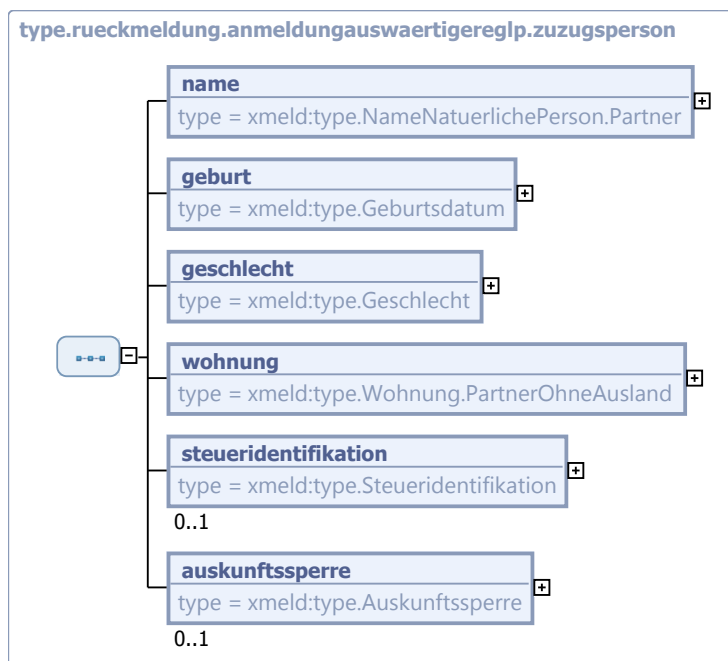 type.rueckmeldung.anmeldungauswaertigereglp.zuzugsperson
name
type = xmeld:type.NameNatuerlichePerson.Partner
geburt
type = xmeld:type.Geburtsdatum
geschlecht
type = xmeld:type.Geschlecht
wohnung
type = xmeld:type.Wohnung.PartnerOhneAusland
steueridentifikation
type = xmeld:type.Steueridentifikation
0..1
auskunftssperre
type = xmeld:type.Auskunftssperre
0..1